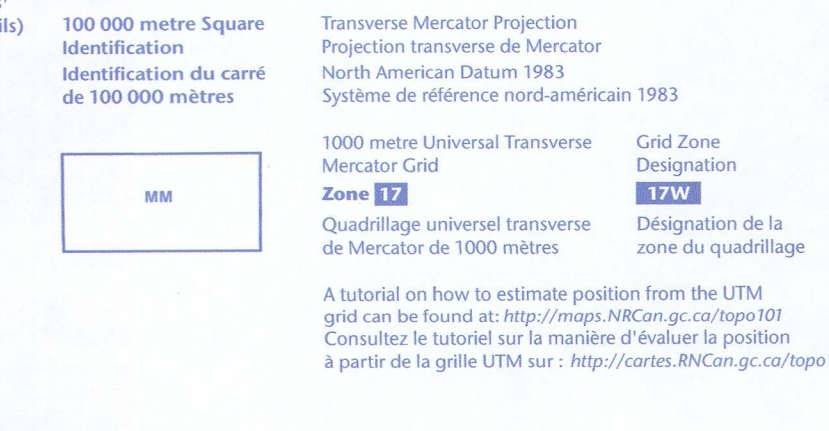 ils)
100 000 metre Square
Identification
Identification du carré
de 100 000 mètres
MM
Transverse Mercator Projection
Projection transverse de Mercator
North American Datum 1983
Système de référence nord-américain 1983
1000 metre Universal Transverse
Mercator Grid
Zone 17
Quadrillage universel transverse
de Mercator de 1000 mètres
Grid Zone
Designation
17W
Désignation de la
zone du quadrillage
A tutorial on how to estimate position from the UTM
grid can be found at: http://maps.NRCan.gc.ca/topo101
Consultez le tutoriel sur la manière d'évaluer la position
à partir de la grille UTM sur : http://cartes.RNCan.gc.ca/topo